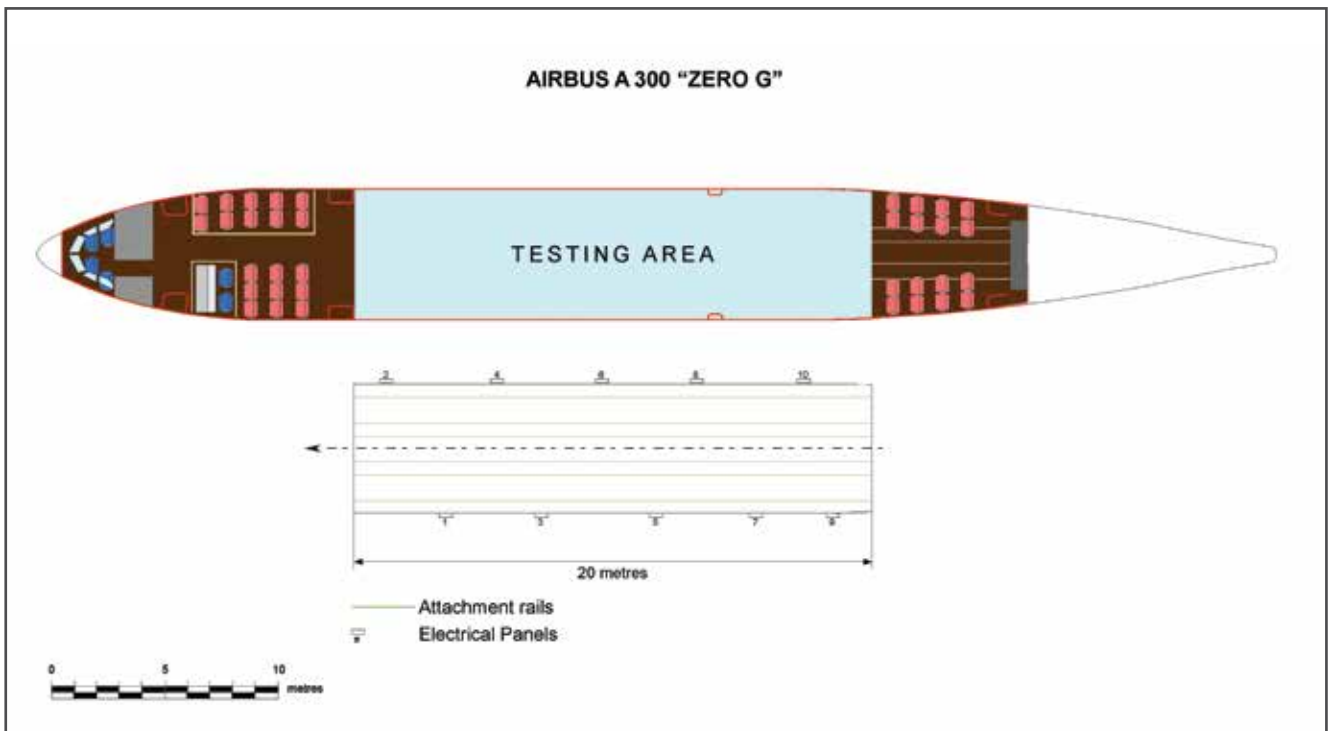 AIRBUS A 300 “ZERO G”
TESTING AREA
2 4 6 8 10
1 3 5 7 9
20 metres
Attachment rails
Electrical Panels
0 5 10
metres